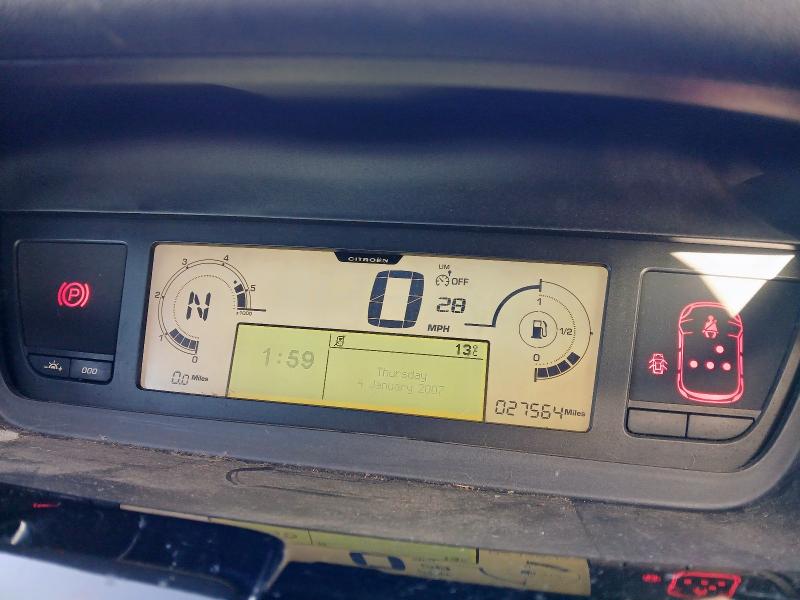 CITROËN
P
3 4
2 5
1 x1000
0
N
0.0 Miles
000
0
MPH
LIM
OFF
28
1:59
13°C
Thursday
4 January 2007
1
1/2
0
027564 Miles